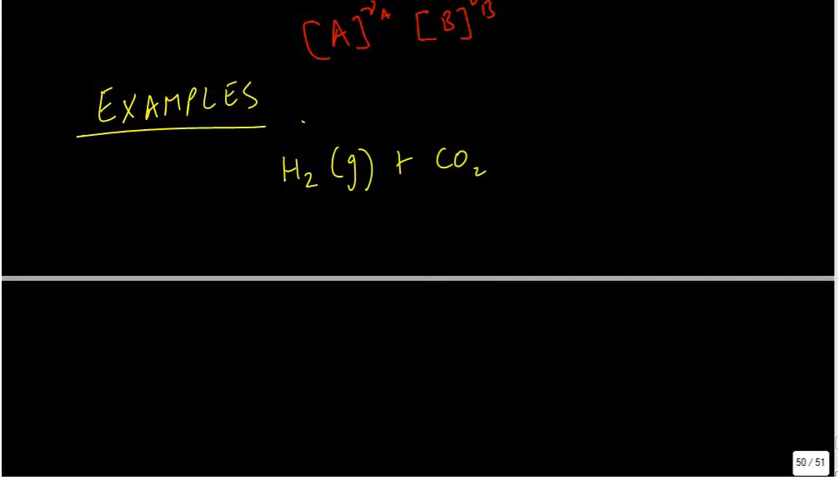 [A]^νA [B]^νB
EXAMPLES
H₂ (g) + CO₂
50 / 51